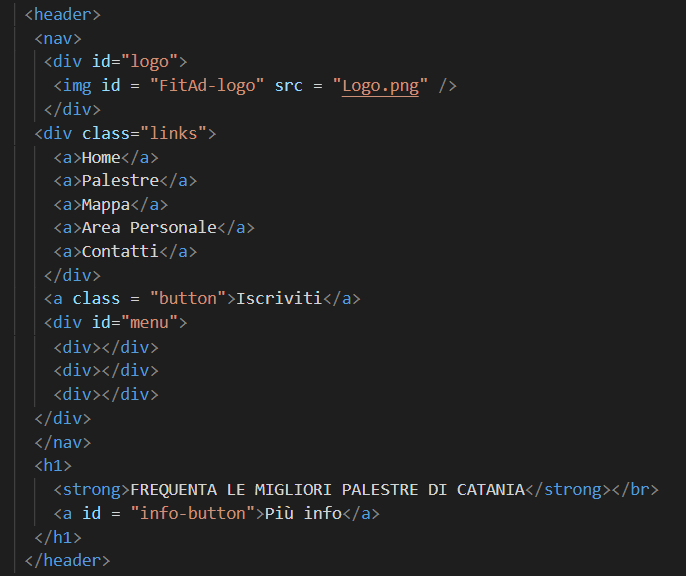 <header>
<nav>
<div id="logo">
<img id = "FitAd-logo" src = "Logo.png" />
</div>
<div class="links">
<a>Home</a>
<a>Palestre</a>
<a>Mappa</a>
<a>Area Personale</a>
<a>Contatti</a>
</div>
<a class = "button">Iscriviti</a>
<div id="menu">
<div></div>
<div></div>
<div></div>
</div>
</nav>
<h1>
<strong>FREQUENTA LE MIGLIORI PALESTRE DI CATANIA</strong></br>
<a id = "info-button">Più info</a>
</h1>
</header>